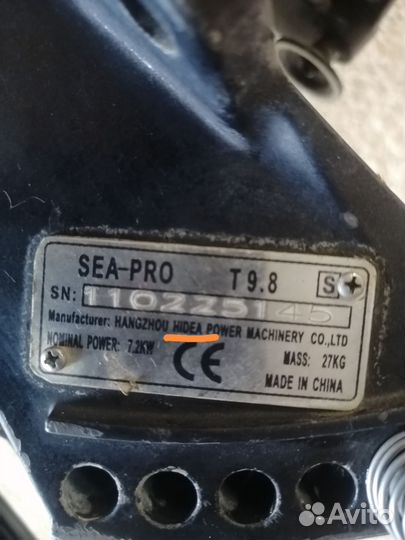 SEA-PRO T 9.8 S
SN: 110225145
Manufacturer: HANGZHOU HIDEA POWER MACHINERY CO.,LTD
NOMINAL POWER: 7.2KW CE MASS: 27KG
MADE IN CHINA
Avito